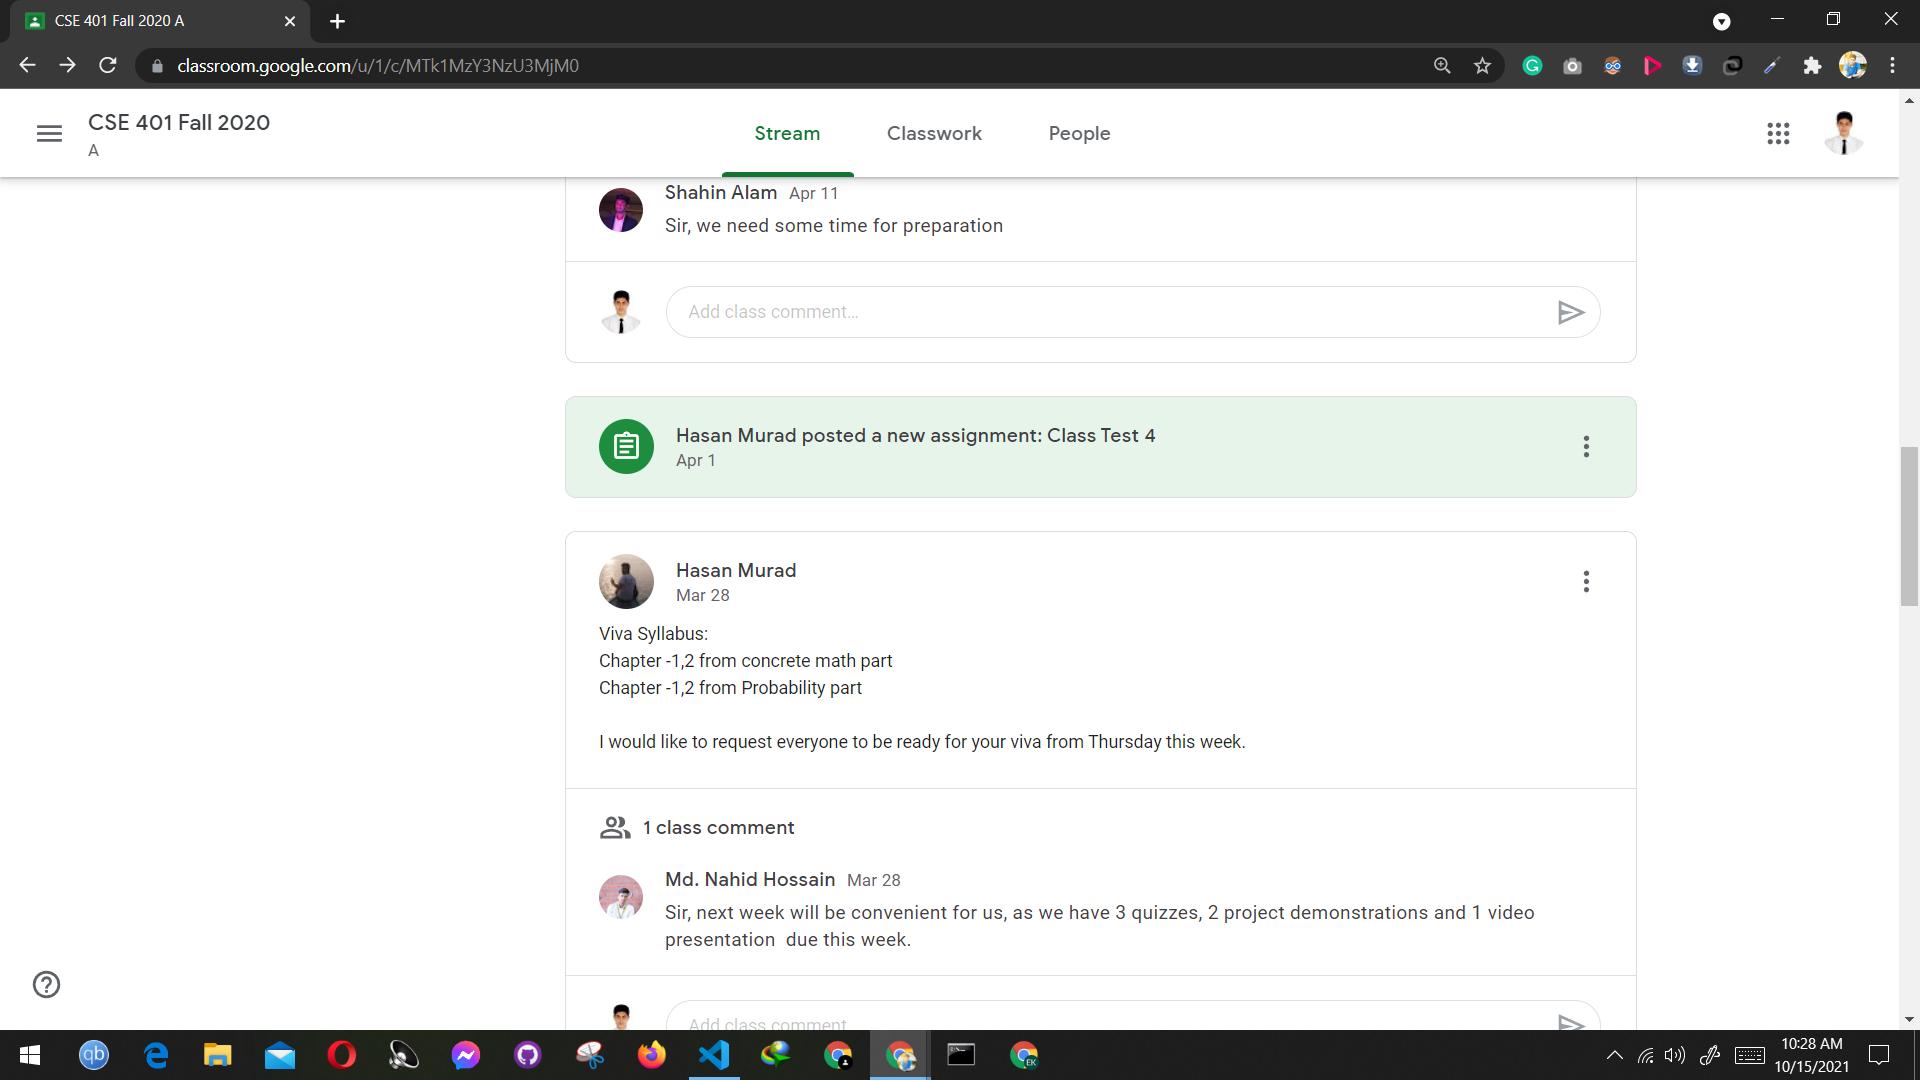 CSE 401 Fall 2020 A
classroom.google.com/u/1/c/MTk1MzY3NzU3MjM0
CSE 401 Fall 2020
A
Stream
Classwork
People
Shahin Alam Apr 11
Sir, we need some time for preparation
Add class comment…
Hasan Murad posted a new assignment: Class Test 4
Apr 1
Hasan Murad
Mar 28
Viva Syllabus:
Chapter -1,2 from concrete math part
Chapter -1,2 from Probability part
I would like to request everyone to be ready for your viva from Thursday this week.
1 class comment
Md. Nahid Hossain Mar 28
Sir, next week will be convenient for us, as we have 3 quizzes, 2 project demonstrations and 1 video
presentation  due this week.
Add class comment
qb
EK
10:28 AM
10/15/2021